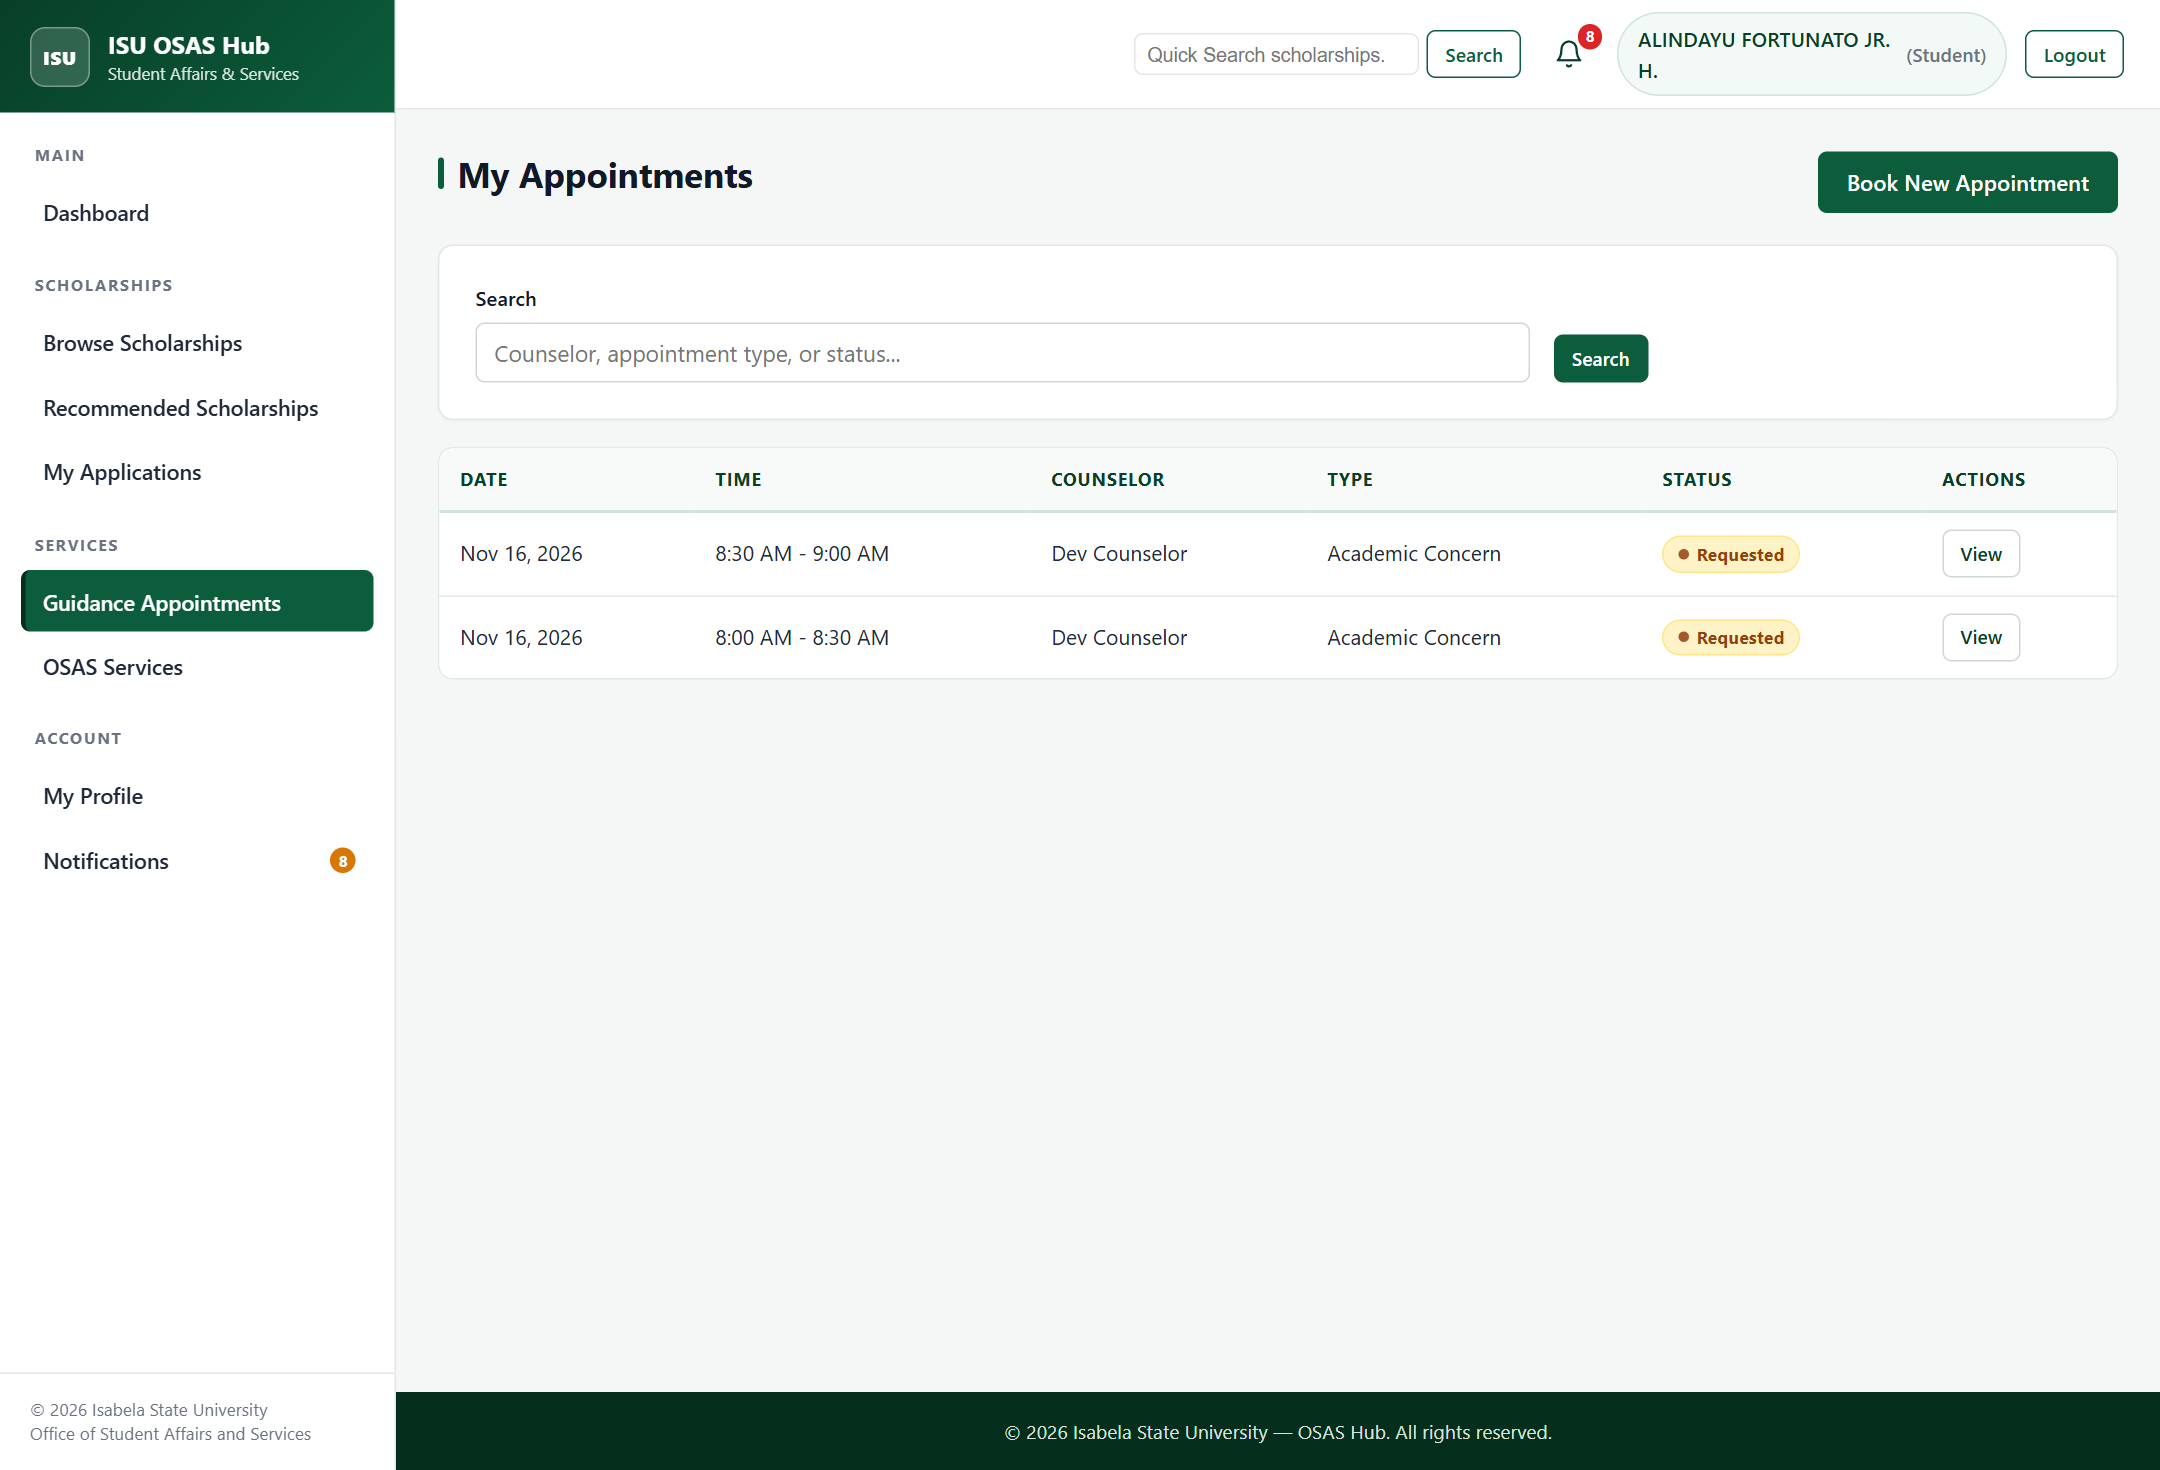 ISU
ISU OSAS Hub
Student Affairs & Services
Quick Search scholarships.
Search
8
ALINDAYU FORTUNATO JR. H.
(Student)
Logout
MAIN
Dashboard
SCHOLARSHIPS
Browse Scholarships
Recommended Scholarships
My Applications
SERVICES
Guidance Appointments
OSAS Services
ACCOUNT
My Profile
Notifications 8
© 2026 Isabela State University
Office of Student Affairs and Services
My Appointments
Book New Appointment
Search
Counselor, appointment type, or status...
Search
DATE TIME COUNSELOR TYPE STATUS ACTIONS
Nov 16, 2026 8:30 AM - 9:00 AM Dev Counselor Academic Concern Requested View
Nov 16, 2026 8:00 AM - 8:30 AM Dev Counselor Academic Concern Requested View
© 2026 Isabela State University — OSAS Hub. All rights reserved.